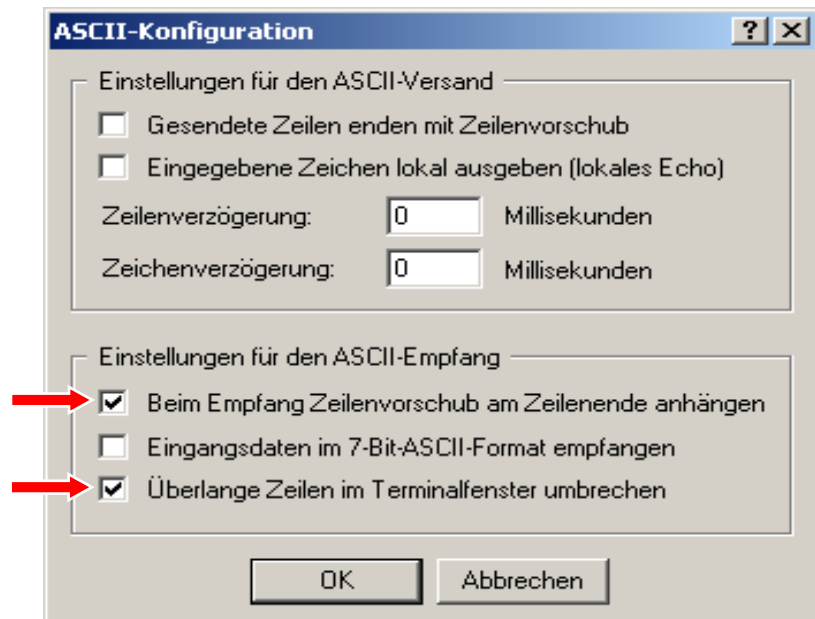 ASCII-Konfiguration
Einstellungen für den ASCII-Versand
Gesendete Zeilen enden mit Zeilenvorschub
Eingegebene Zeichen lokal ausgeben (lokales Echo)
Zeilenverzögerung: 0 Millisekunden
Zeichenverzögerung: 0 Millisekunden
Einstellungen für den ASCII-Empfang
Beim Empfang Zeilenvorschub am Zeilenende anhängen
Eingangsdaten im 7-Bit-ASCII-Format empfangen
Überlange Zeilen im Terminalfenster umbrechen
OK Abbrechen